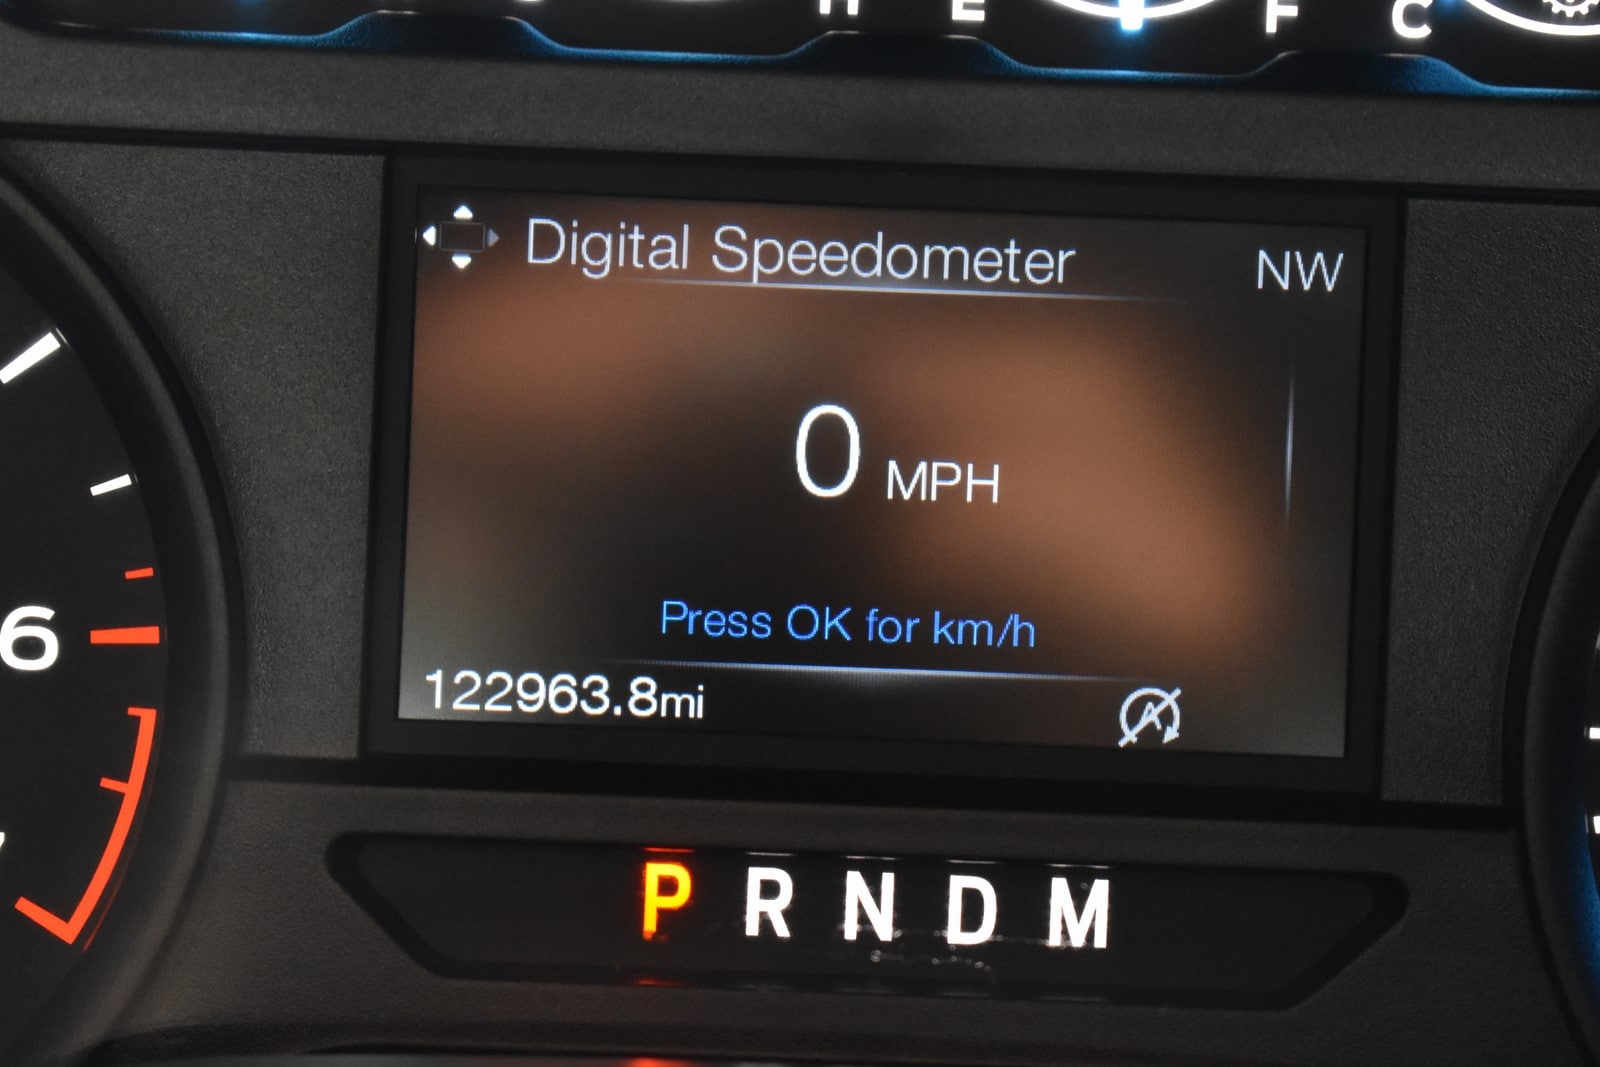 H E F C
Digital Speedometer NW
0 MPH
Press OK for km/h
122963.8mi
6
P R N D M